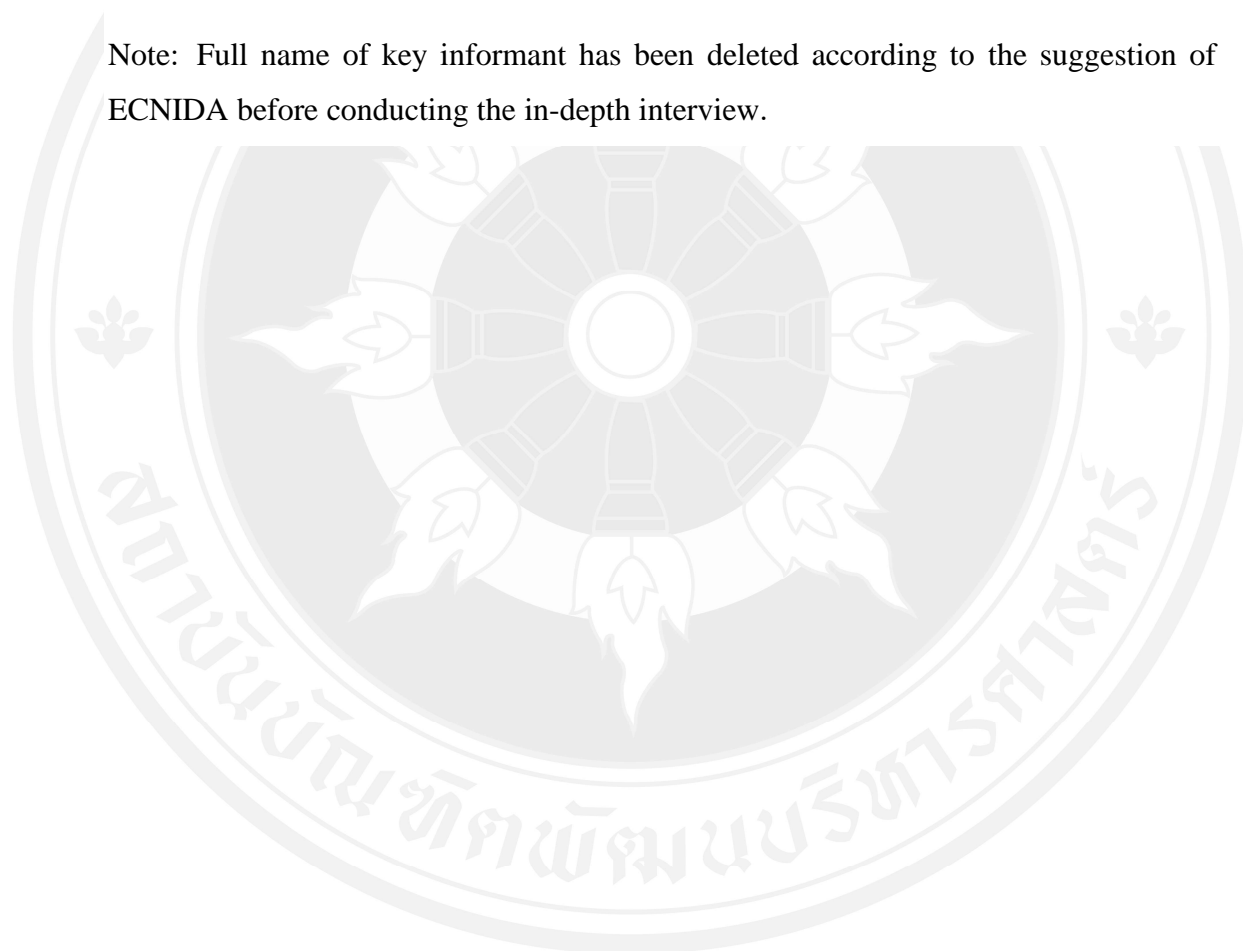 Note: Full name of key informant has been deleted according to the suggestion of
ECNIDA before conducting the in-depth interview.
สถาบันบัณฑิตพัฒนบริหารศาสตร์